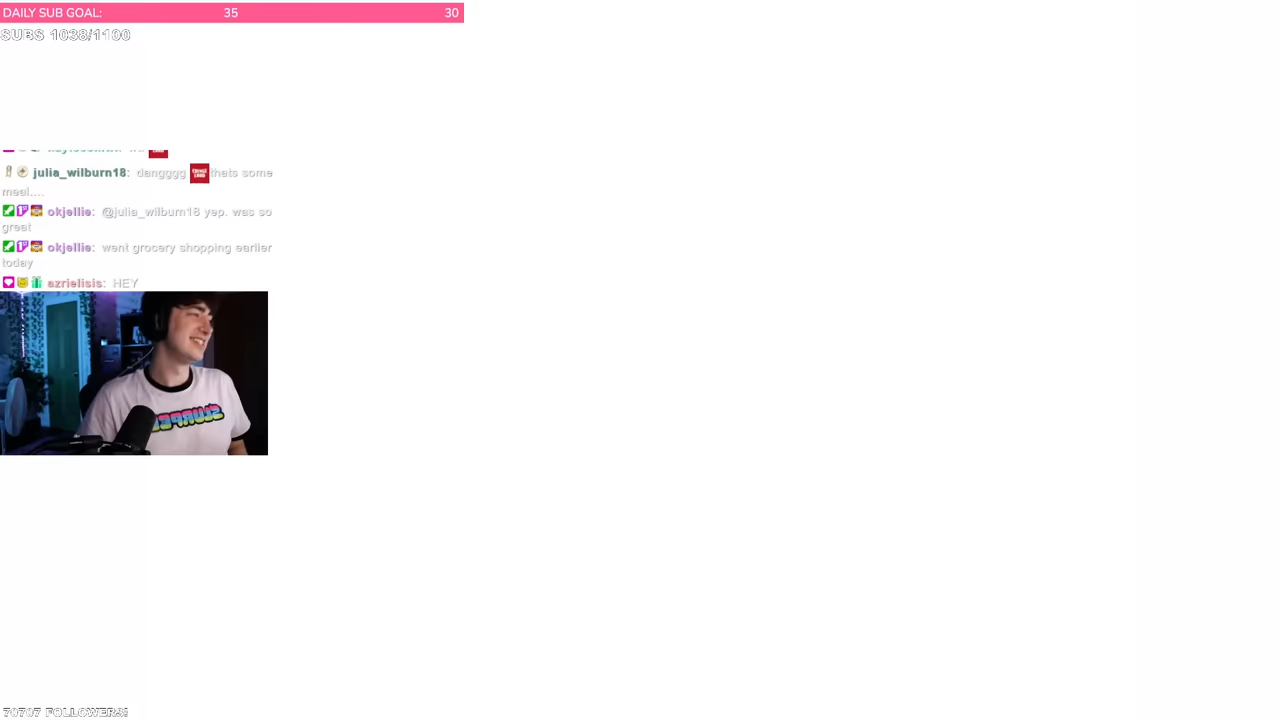 DAILY SUB GOAL: 35 30
SUBS 1038/1100
julia_wilburn18: dangggg thats some
meal....
okjellie: @julia_wilburn18 yep. was so
great
okjellie: went grocery shopping earlier
today
azrielisis: HEY
70707 FOLLOWERS!